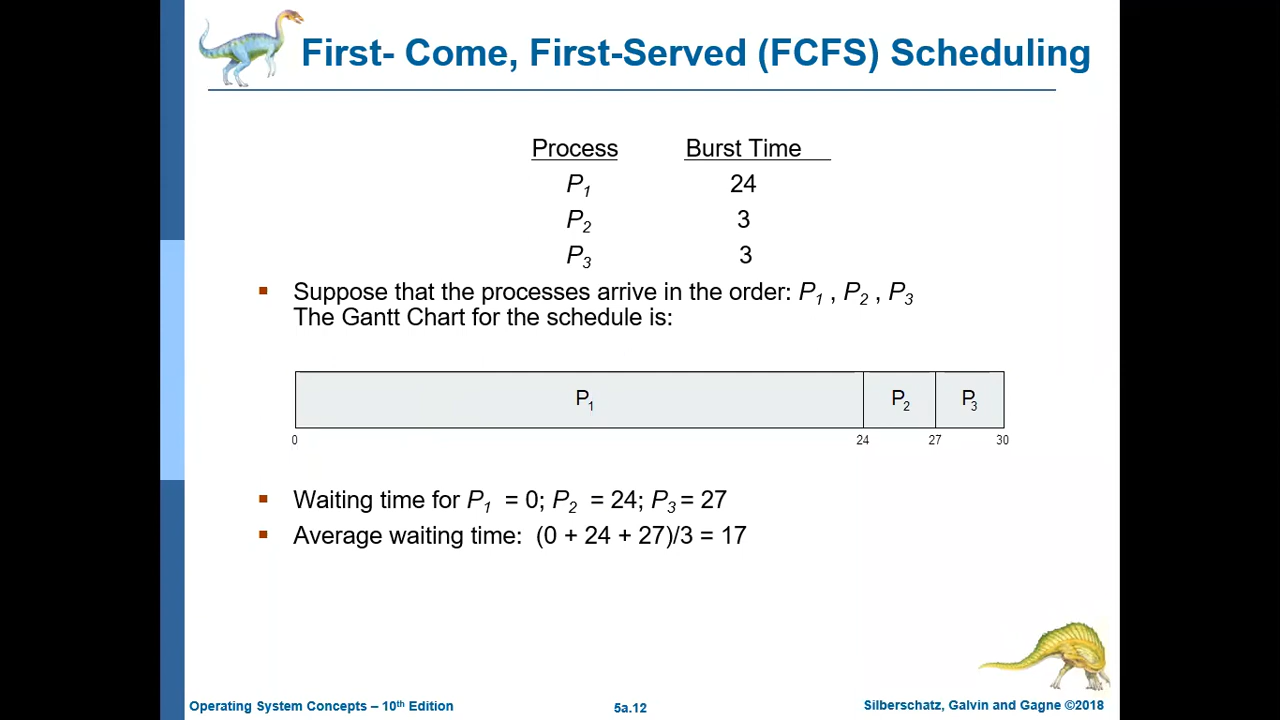 First- Come, First-Served (FCFS) Scheduling
Process Burst Time
P1 24
P2 3
P3 3
Suppose that the processes arrive in the order: P1 , P2 , P3
The Gantt Chart for the schedule is:
P1 P2 P3
0 24 27 30
Waiting time for P1 = 0; P2 = 24; P3 = 27
Average waiting time: (0 + 24 + 27)/3 = 17
Operating System Concepts – 10th Edition 5a.12 Silberschatz, Galvin and Gagne ©2018